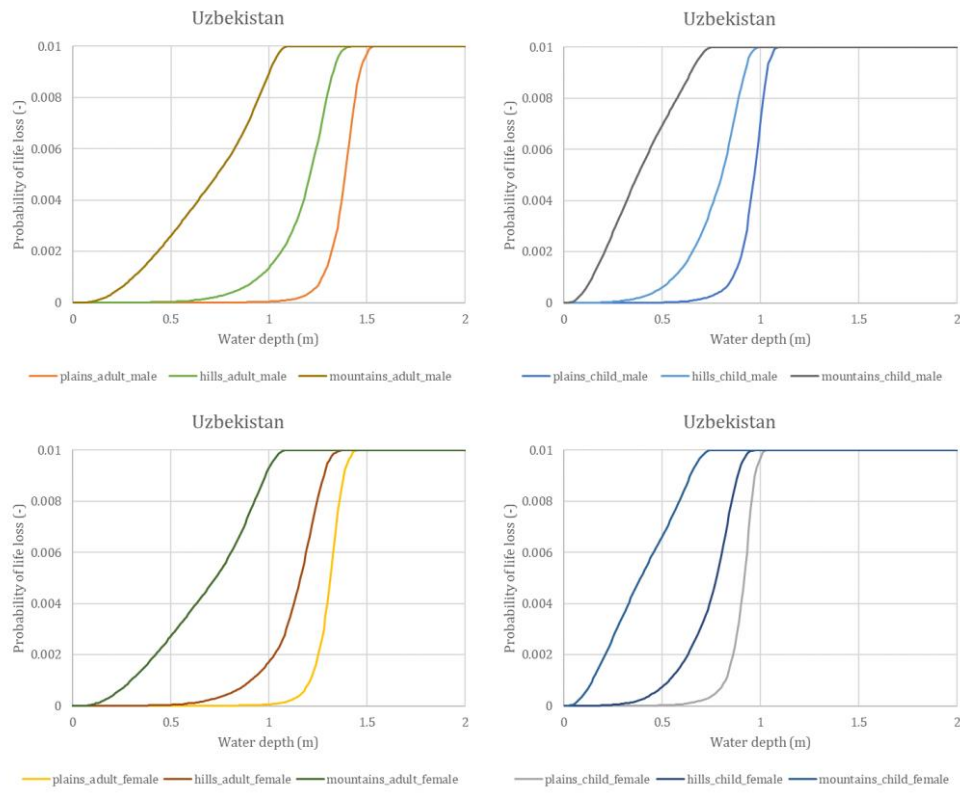 Uzbekistan
0.01
0.008
0.006
0.004
0.002
0
Probability of life loss (-)
0 0.5 1 1.5 2
Water depth (m)
plains_adult_male hills_adult_male mountains_adult_male
Uzbekistan
0.01
0.008
0.006
0.004
0.002
0
Probability of life loss (-)
0 0.5 1 1.5 2
Water depth (m)
plains_child_male hills_child_male mountains_child_male
Uzbekistan
0.01
0.008
0.006
0.004
0.002
0
Probability of life loss (-)
0 0.5 1 1.5 2
Water depth (m)
plains_adult_female hills_adult_female mountains_adult_female
Uzbekistan
0.01
0.008
0.006
0.004
0.002
0
Probability of life loss (-)
0 0.5 1 1.5 2
Water depth (m)
plains_child_female hills_child_female mountains_child_female